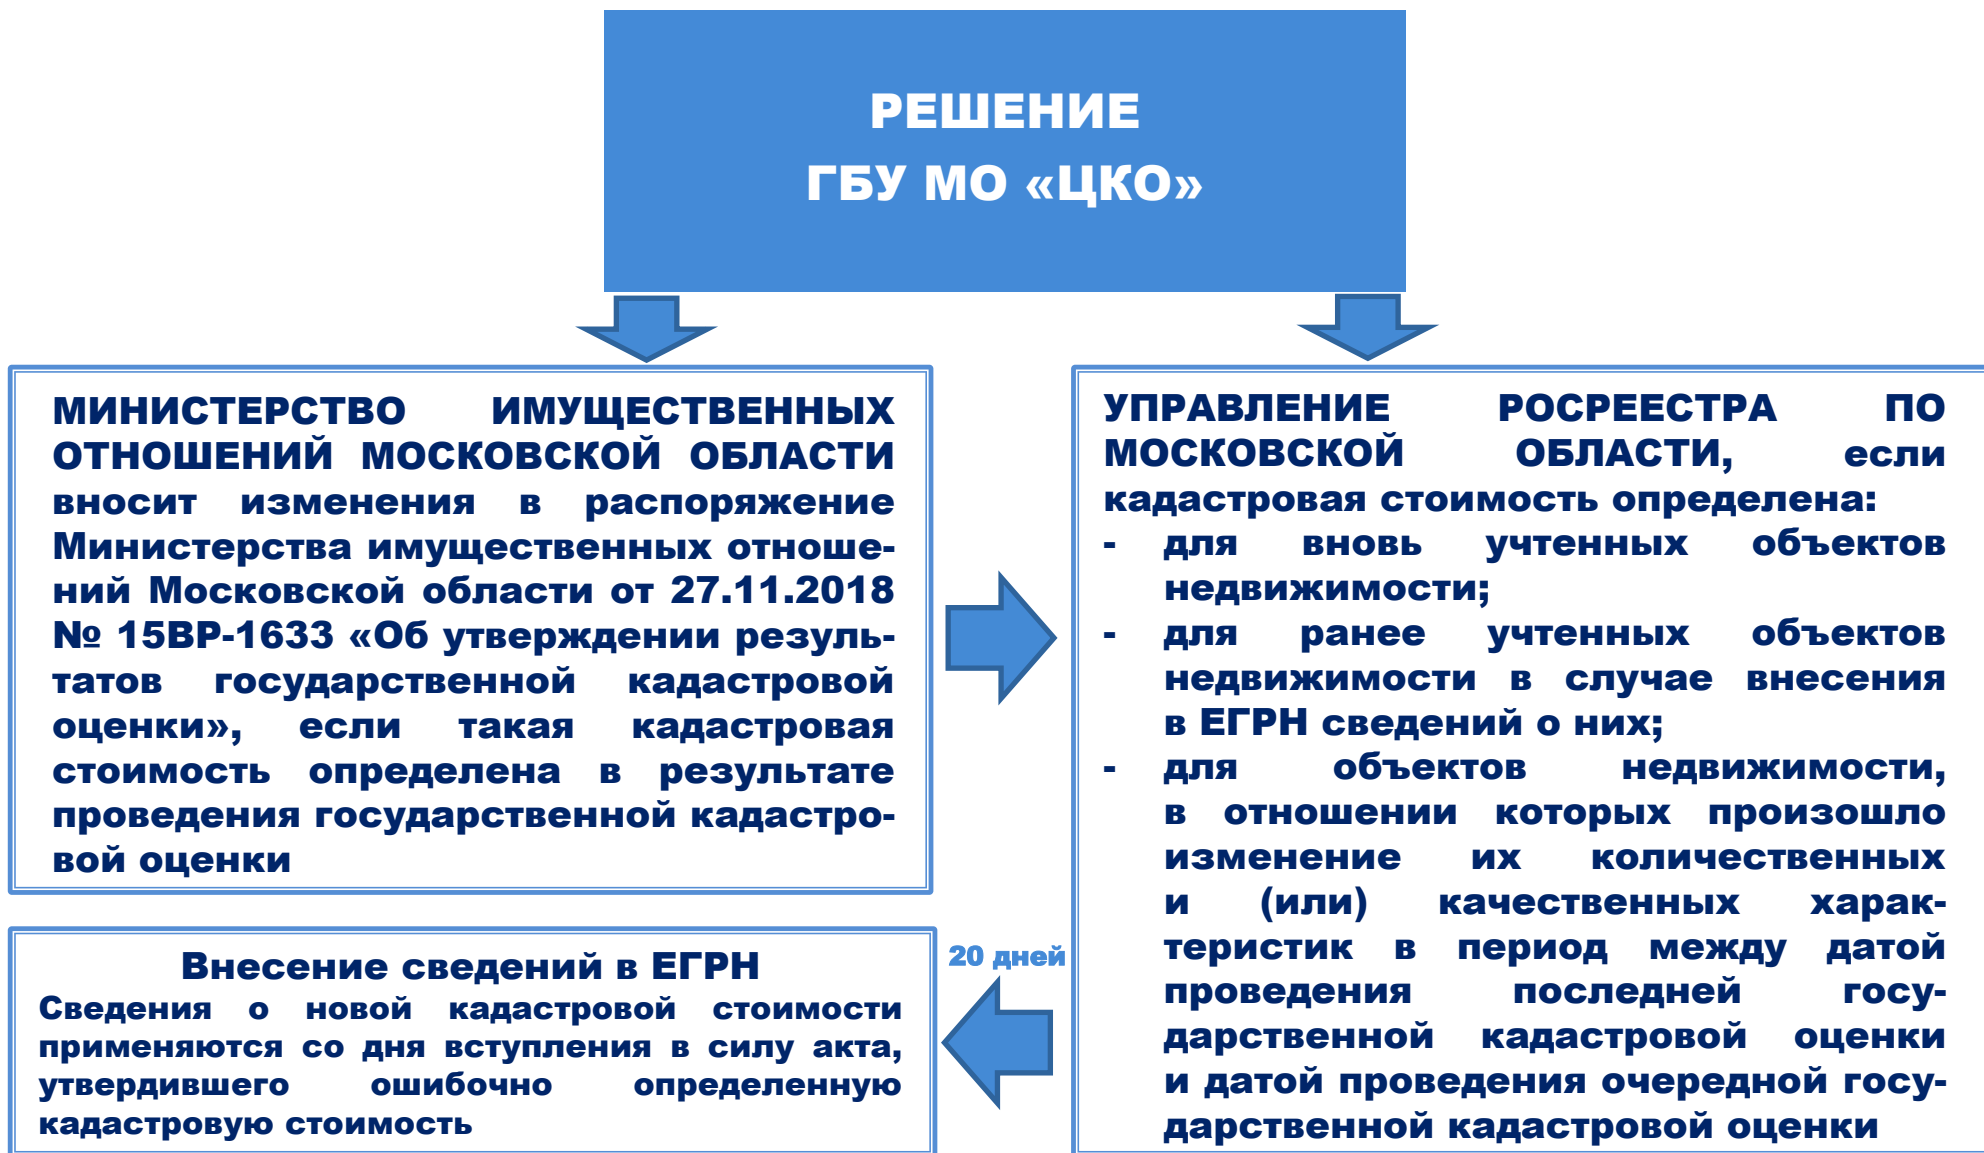 РЕШЕНИЕ
ГБУ МО «ЦКО»
МИНИСТЕРСТВО ИМУЩЕСТВЕННЫХ
ОТНОШЕНИЙ МОСКОВСКОЙ ОБЛАСТИ
вносит изменения в распоряжение
Министерства имущественных отноше-
ний Московской области от 27.11.2018
№ 15ВР-1633 «Об утверждении резуль-
татов государственной кадастровой
оценки», если такая кадастровая
стоимость определена в результате
проведения государственной кадастро-
вой оценки
УПРАВЛЕНИЕ РОСРЕЕСТРА ПО
МОСКОВСКОЙ ОБЛАСТИ, если
кадастровая стоимость определена:
- для вновь учтенных объектов
недвижимости;
- для ранее учтенных объектов
недвижимости в случае внесения
в ЕГРН сведений о них;
- для объектов недвижимости,
в отношении которых произошло
изменение их количественных
и (или) качественных харак-
теристик в период между датой
проведения последней госу-
дарственной кадастровой оценки
и датой проведения очередной госу-
дарственной кадастровой оценки
20 дней
Внесение сведений в ЕГРН
Сведения о новой кадастровой стоимости
применяются со дня вступления в силу акта,
утвердившего ошибочно определенную
кадастровую стоимость